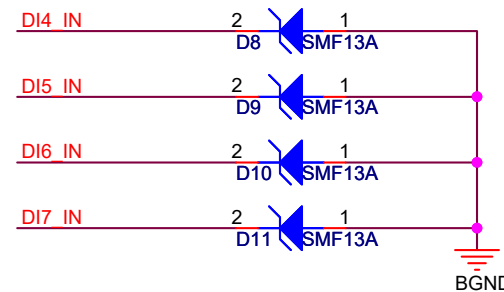 DI4_IN 2 1
D8 SMF13A
DI5_IN 2 1
D9 SMF13A
DI6_IN 2 1
D10 SMF13A
DI7_IN 2 1
D11 SMF13A
BGND